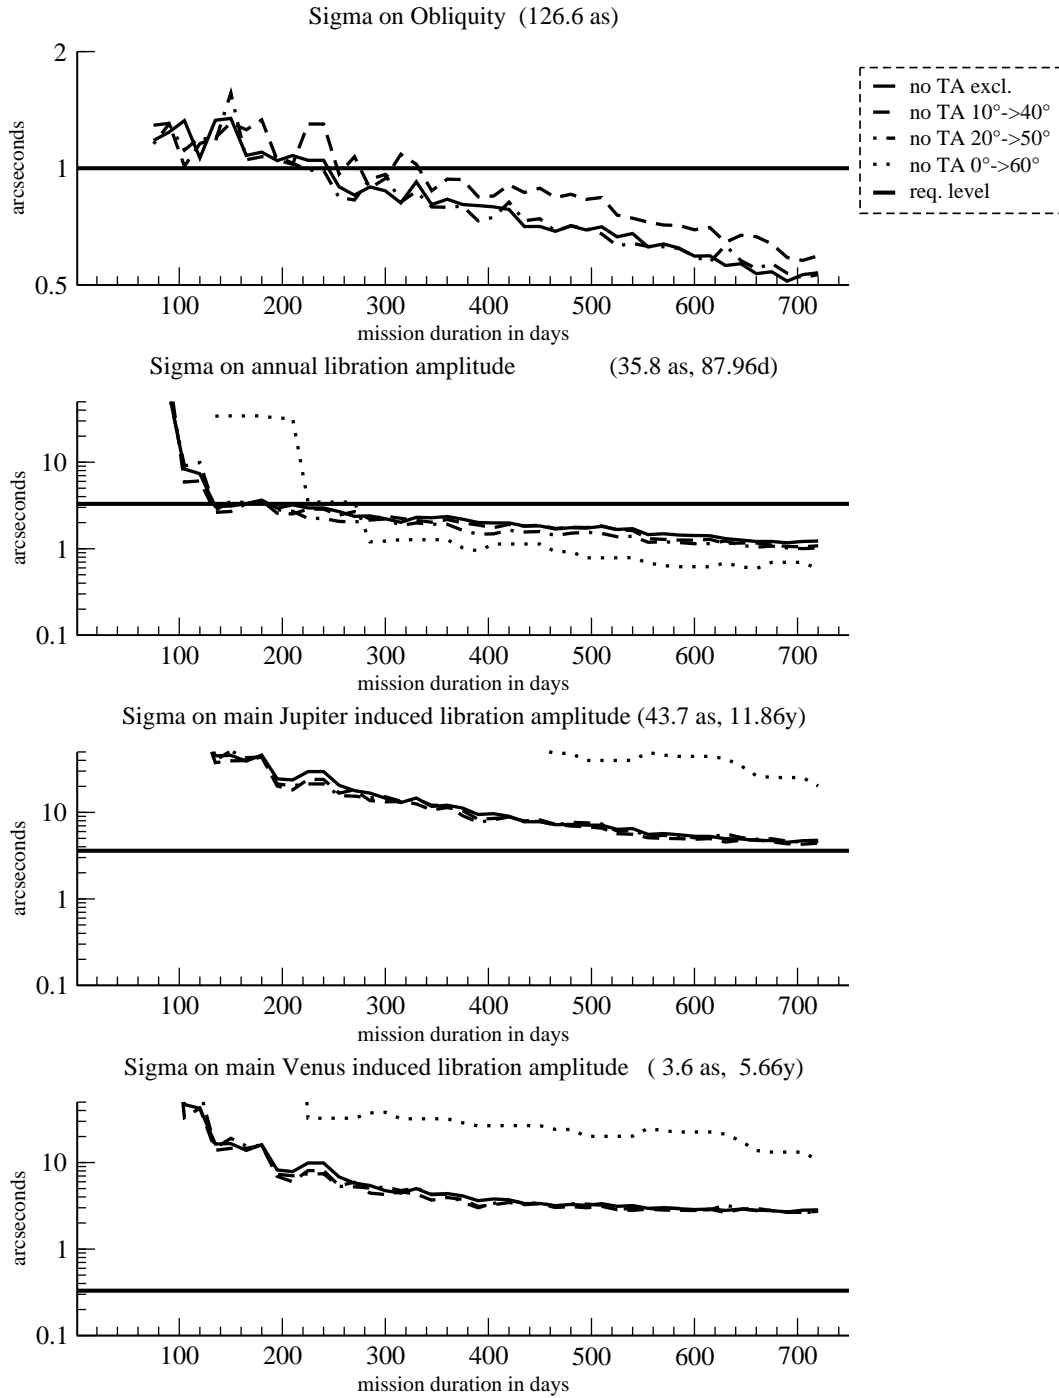 Sigma on Obliquity (126.6 as)
2
1
0.5
arcseconds
100 200 300 400 500 600 700
mission duration in days
no TA excl.
no TA 10°->40°
no TA 20°->50°
no TA 0°->60°
req. level
Sigma on annual libration amplitude (35.8 as, 87.96d)
10
1
0.1
arcseconds
100 200 300 400 500 600 700
mission duration in days
Sigma on main Jupiter induced libration amplitude (43.7 as, 11.86y)
10
1
0.1
arcseconds
100 200 300 400 500 600 700
mission duration in days
Sigma on main Venus induced libration amplitude ( 3.6 as, 5.66y)
10
1
0.1
arcseconds
100 200 300 400 500 600 700
mission duration in days